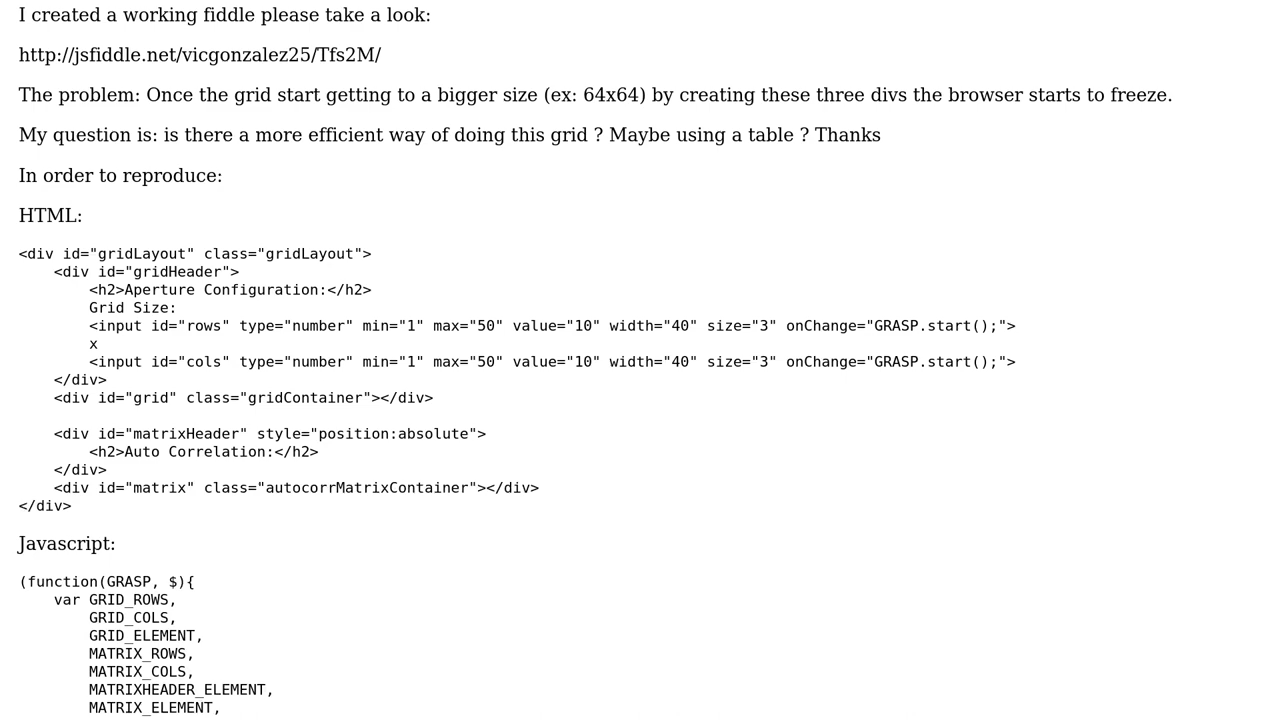 I created a working fiddle please take a look:
http://jsfiddle.net/vicgonzalez25/Tfs2M/
The problem: Once the grid start getting to a bigger size (ex: 64x64) by creating these three divs the browser starts to freeze.
My question is: is there a more efficient way of doing this grid ? Maybe using a table ? Thanks
In order to reproduce:
HTML:
<div id="gridLayout" class="gridLayout">
    <div id="gridHeader">
        <h2>Aperture Configuration:</h2>
        Grid Size:
        <input id="rows" type="number" min="1" max="50" value="10" width="40" size="3" onChange="GRASP.start();">
        x
        <input id="cols" type="number" min="1" max="50" value="10" width="40" size="3" onChange="GRASP.start();">
    </div>
    <div id="grid" class="gridContainer"></div>
    <div id="matrixHeader" style="position:absolute">
        <h2>Auto Correlation:</h2>
    </div>
    <div id="matrix" class="autocorrMatrixContainer"></div>
</div>
Javascript:
(function(GRASP, $){
    var GRID_ROWS,
        GRID_COLS,
        GRID_ELEMENT,
        MATRIX_ROWS,
        MATRIX_COLS,
        MATRIXHEADER_ELEMENT,
        MATRIX_ELEMENT,